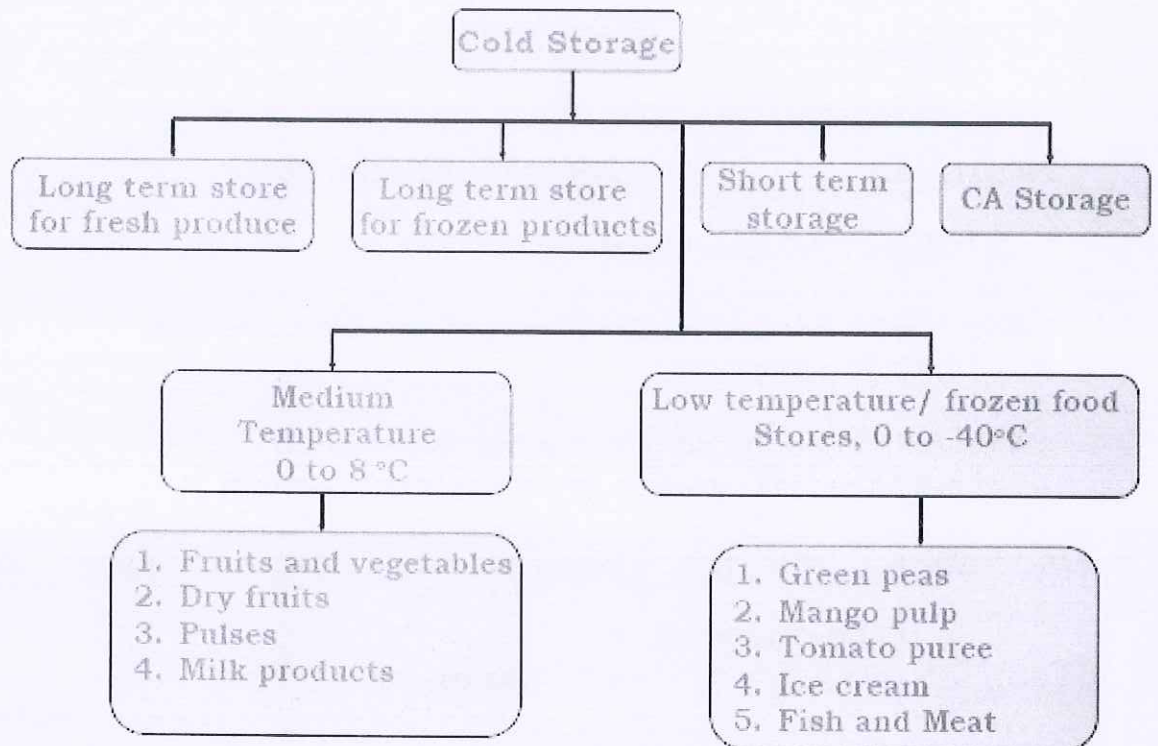 Cold Storage
Long term store
for fresh produce
Long term store
for frozen products
Short term
storage
CA Storage
Medium
Temperature
0 to 8 °C
Low temperature/ frozen food
Stores, 0 to -40°C
1. Fruits and vegetables
2. Dry fruits
3. Pulses
4. Milk products
1. Green peas
2. Mango pulp
3. Tomato puree
4. Ice cream
5. Fish and Meat